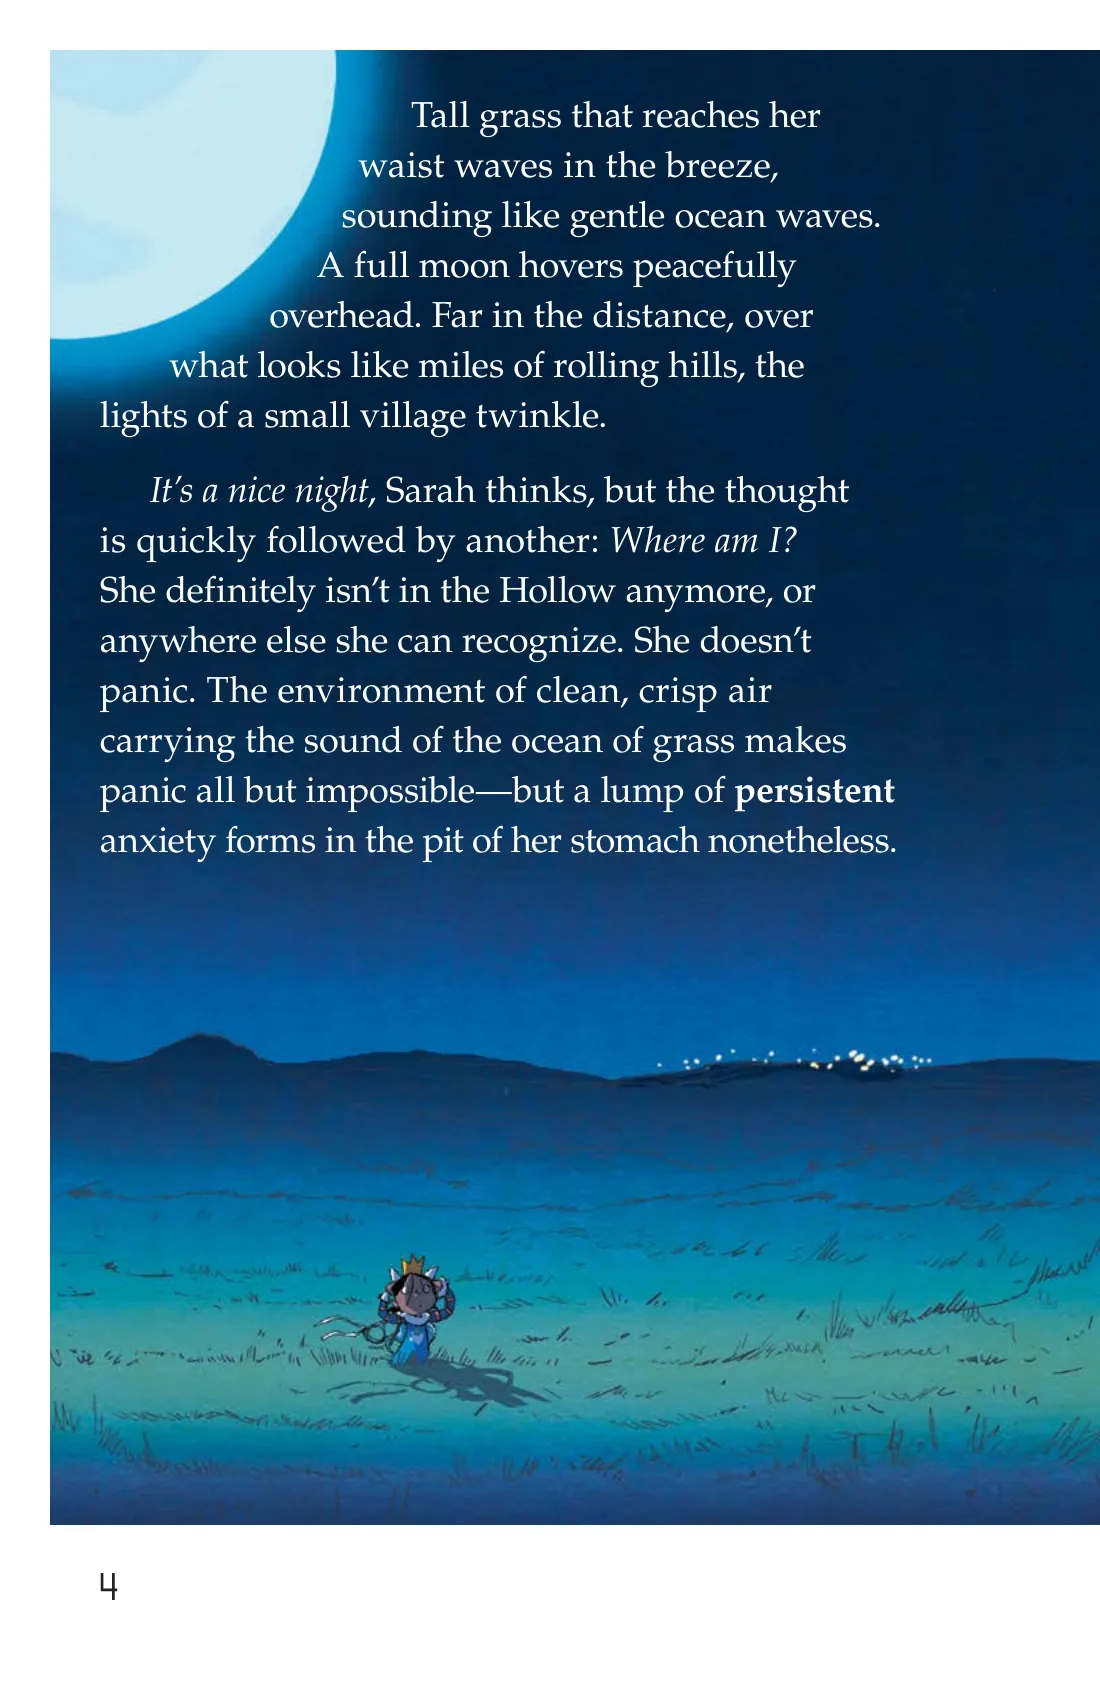 Tall grass that reaches her
waist waves in the breeze,
sounding like gentle ocean waves.
A full moon hovers peacefully
overhead. Far in the distance, over
what looks like miles of rolling hills, the
lights of a small village twinkle.
It’s a nice night, Sarah thinks, but the thought
is quickly followed by another: Where am I?
She definitely isn’t in the Hollow anymore, or
anywhere else she can recognize. She doesn’t
panic. The environment of clean, crisp air
carrying the sound of the ocean of grass makes
panic all but impossible—but a lump of persistent
anxiety forms in the pit of her stomach nonetheless.
4